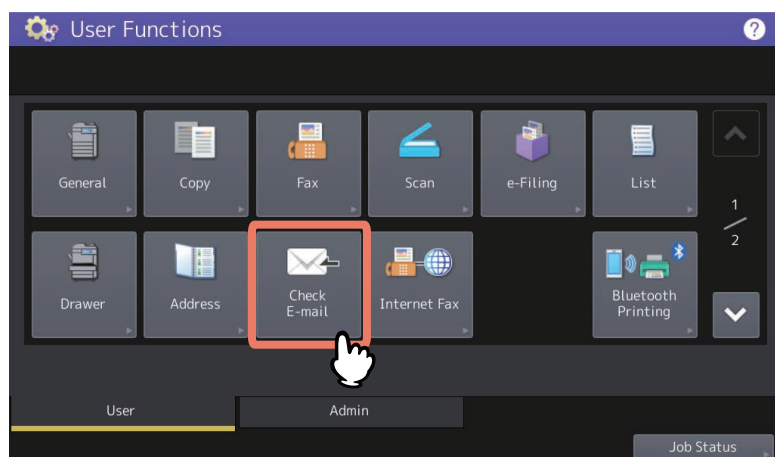 User Functions
?
General
Copy
Fax
Scan
e-Filing
List
1
2
Drawer
Address
Check
E-mail
Internet Fax
Bluetooth
Printing
User
Admin
Job Status